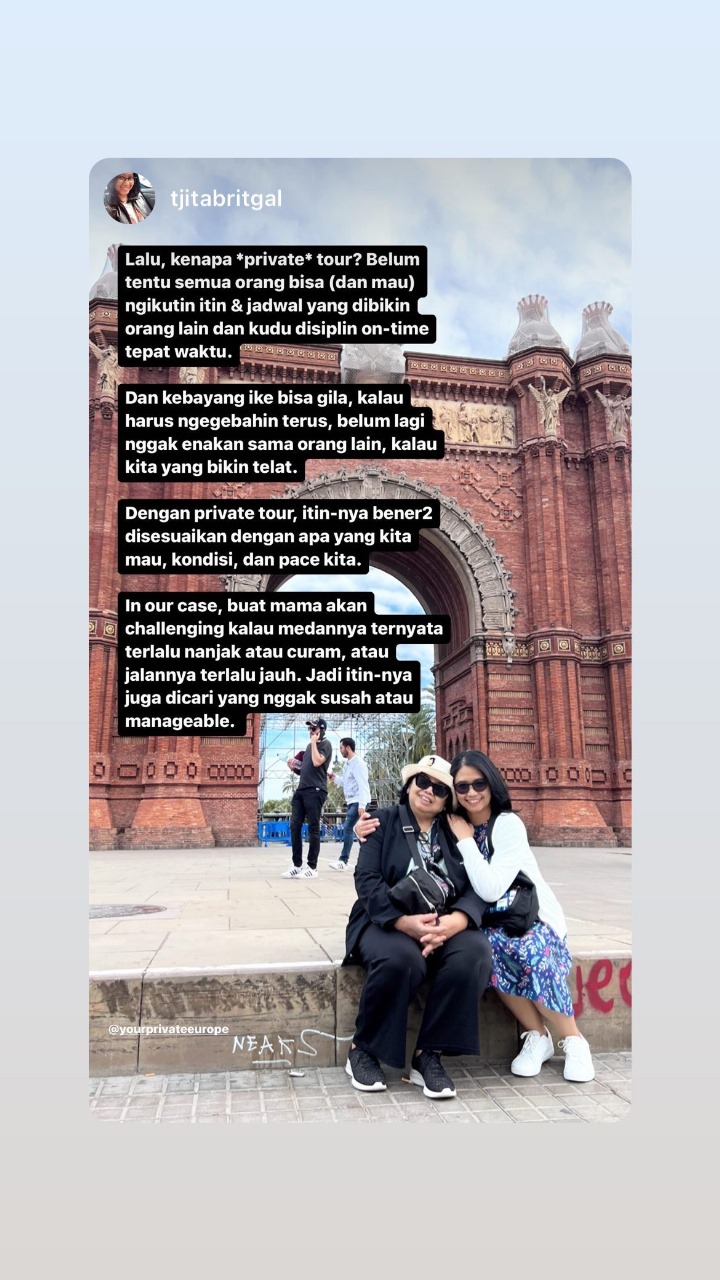 tjitabritgal
Lalu, kenapa *private* tour? Belum
tentu semua orang bisa (dan mau)
ngikutin itin & jadwal yang dibikin
orang lain dan kudu disiplin on-time
tepat waktu.
Dan kebayang ike bisa gila, kalau
harus ngegebahin terus, belum lagi
nggak enakan sama orang lain, kalau
kita yang bikin telat.
Dengan private tour, itin-nya bener2
disesuaikan dengan apa yang kita
mau, kondisi, dan pace kita.
In our case, buat mama akan
challenging kalau medannya ternyata
terlalu nanjak atau curam, atau
jalannya terlalu jauh. Jadi itin-nya
juga dicari yang nggak susah atau
manageable.
@yourprivateeurope